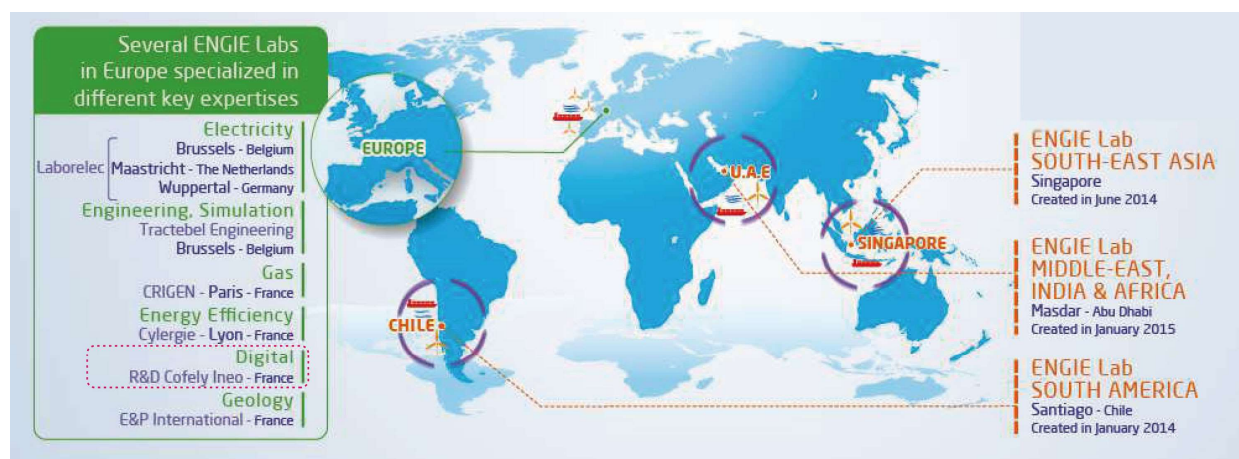 Several ENGIE Labs
in Europe specialized in
different key expertises
Electricity
Brussels - Belgium
Laborelec Maastricht - The Netherlands
Wuppertal - Germany
Engineering, Simulation
Tractebel Engineering
Brussels - Belgium
Gas
CRIGEN - Paris - France
Energy Efficiency
Cylergie - Lyon - France
Digital
R&D Cofely Ineo - France
Geology
E&P International - France
EUROPE
U.A.E
SINGAPORE
CHILE
ENGIE Lab
SOUTH-EAST ASIA
Singapore
Created in June 2014
ENGIE Lab
MIDDLE-EAST,
INDIA & AFRICA
Masdar - Abu Dhabi
Created in January 2015
ENGIE Lab
SOUTH AMERICA
Santiago - Chile
Created in January 2014